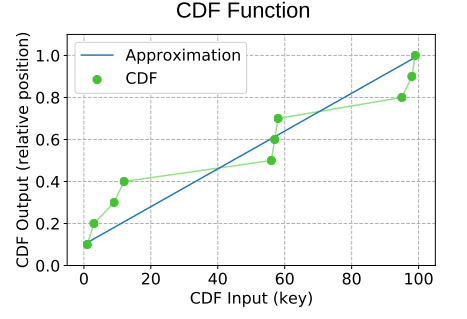 CDF Function
CDF Output (relative position)
1.0
0.8
0.6
0.4
0.2
0.0
Approximation
CDF
0 20 40 60 80 100
CDF Input (key)